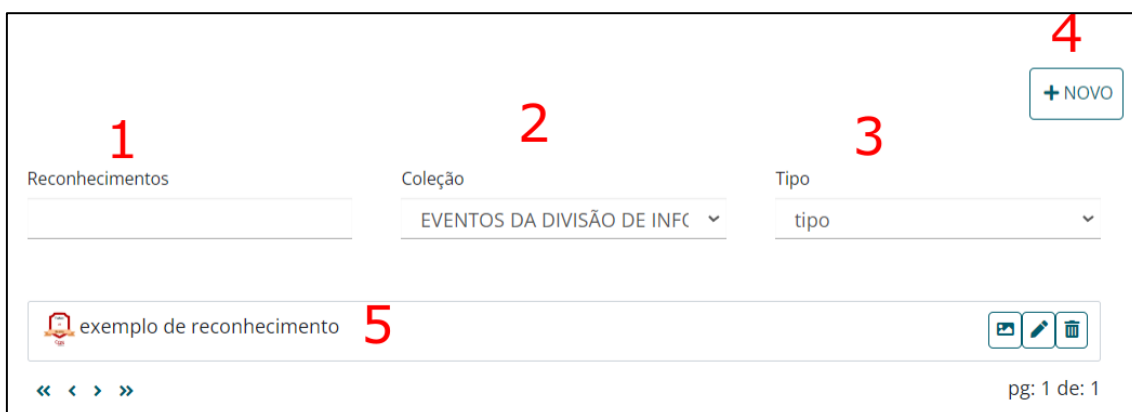 4
+ NOVO
1 2 3
Reconhecimentos Coleção Tipo
EVENTOS DA DIVISÃO DE INF tipo
exemplo de reconhecimento 5
« ‹ › » pg: 1 de: 1